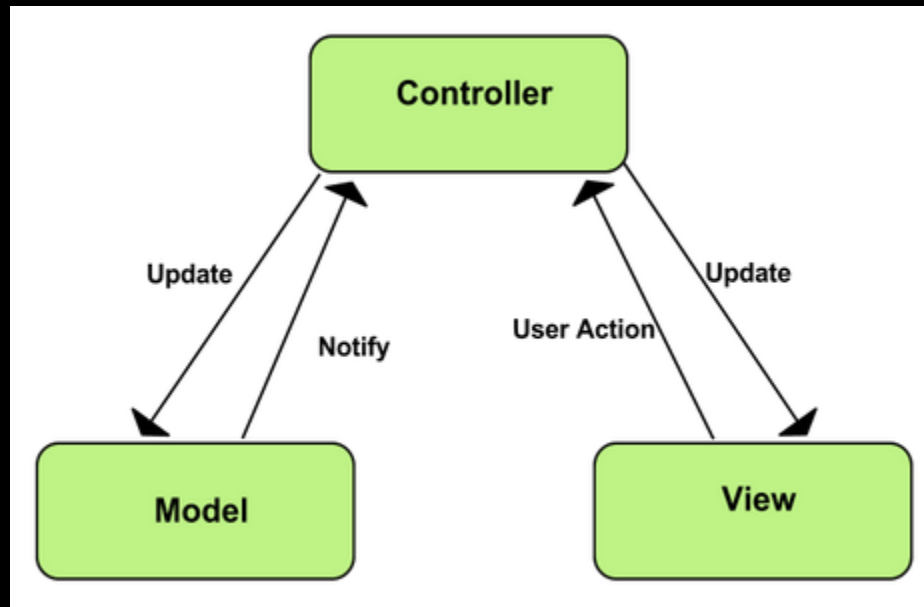 Controller
Update
Update
User Action
Notify
Model
View